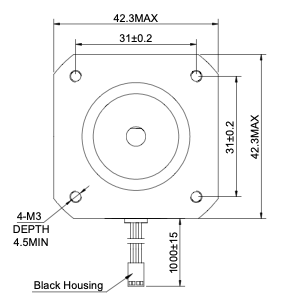 42.3MAX
31±0.2
31±0.2
42.3MAX
4-M3
DEPTH
4.5MIN
1000±15
Black Housing